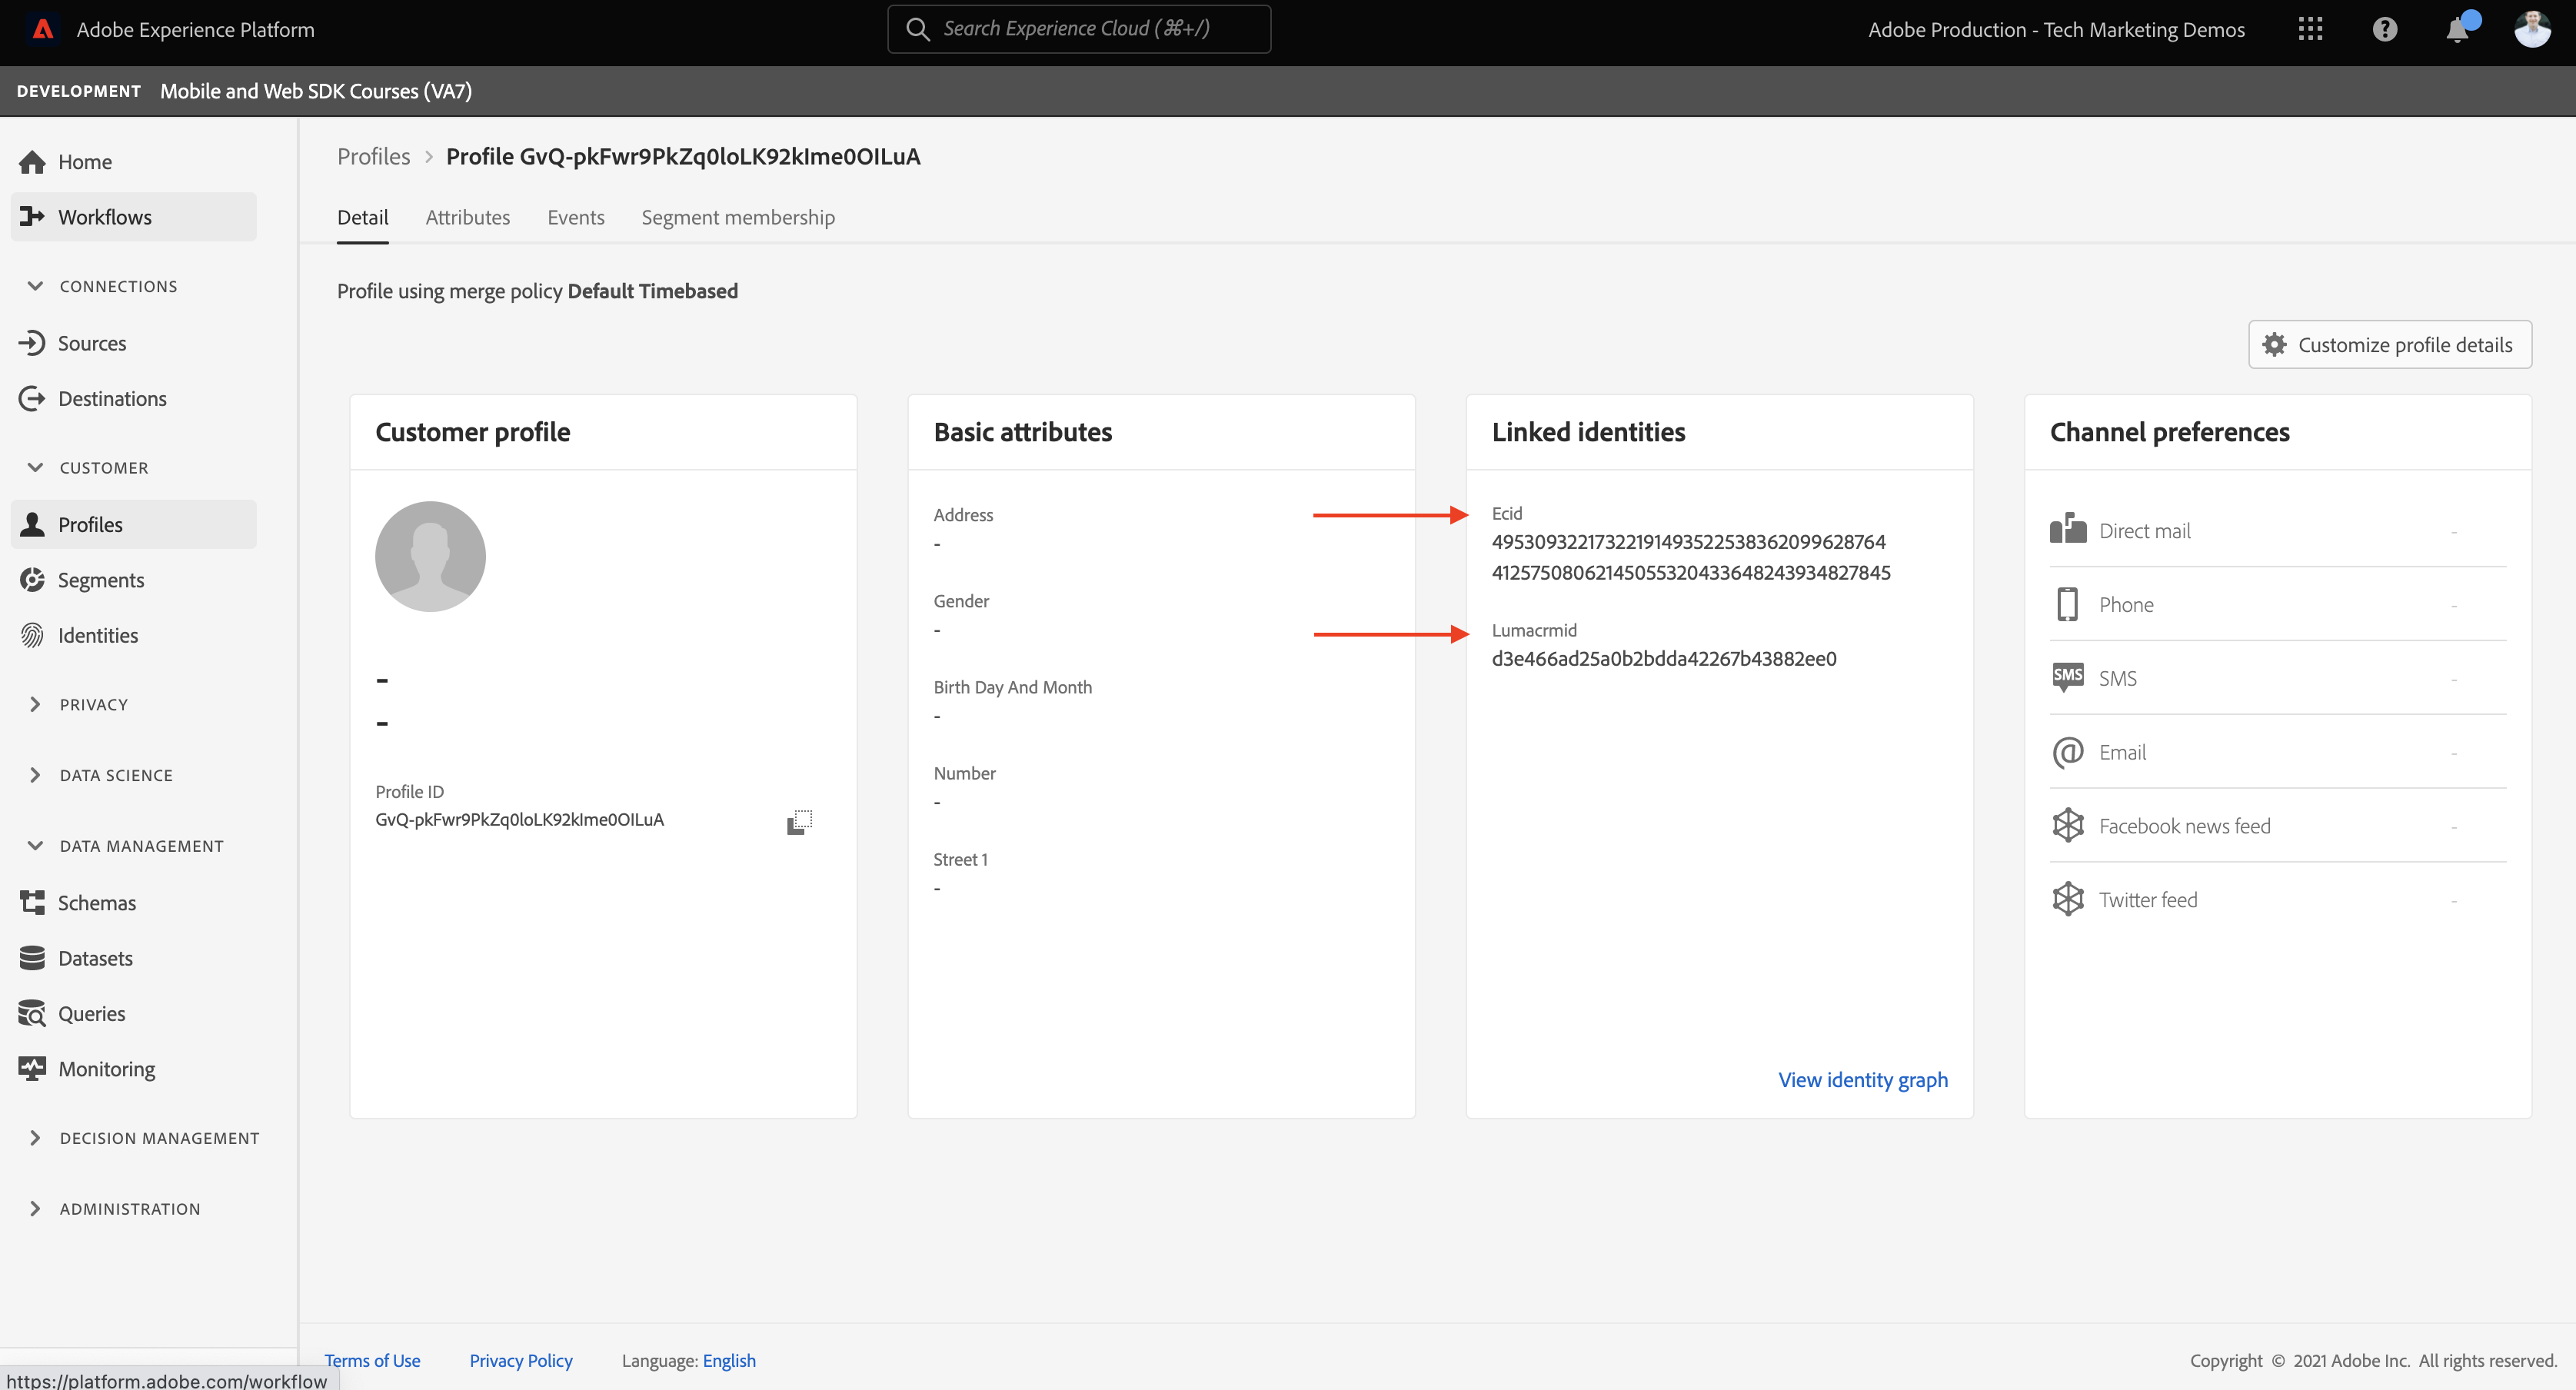 Adobe Experience Platform
Search Experience Cloud (⌘+/)
Adobe Production - Tech Marketing Demos
DEVELOPMENT Mobile and Web SDK Courses (VA7)
Home
Workflows
CONNECTIONS
Sources
Destinations
CUSTOMER
Profiles
Segments
Identities
PRIVACY
DATA SCIENCE
DATA MANAGEMENT
Schemas
Datasets
Queries
Monitoring
DECISION MANAGEMENT
ADMINISTRATION
Profiles > Profile GvQ-pkFwr9PkZq0loLK92kIme0OILuA
Detail Attributes Events Segment membership
Profile using merge policy Default Timebased
Customize profile details
Customer profile
-
-
Profile ID
GvQ-pkFwr9PkZq0loLK92kIme0OILuA
Basic attributes
Address
-
Gender
-
Birth Day And Month
-
Number
-
Street 1
-
Linked identities
Ecid
49530932217322191493522538362099628764
41257508062145055320433648243934827845
Lumacrmid
d3e466ad25a0b2bdda42267b43882ee0
View identity graph
Channel preferences
Direct mail -
Phone -
SMS SMS -
Email -
Facebook news feed -
Twitter feed -
Terms of Use Privacy Policy Language: English
Copyright © 2021 Adobe Inc. All rights reserved.
https://platform.adobe.com/workflow